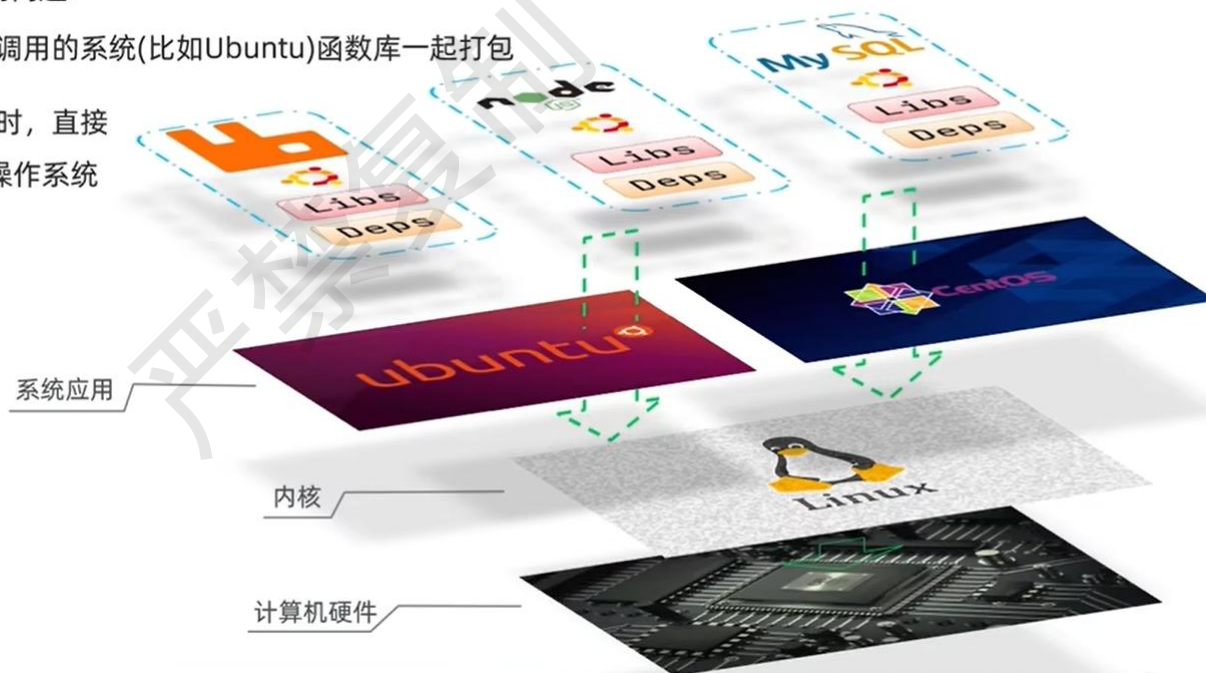 调用的系统(比如Ubuntu)函数库一起打包
时，直接
操作系统
MySQL
Libs
Deps
node
JS
Libs
Deps
Libs
Deps
CentOS
ubuntu
系统应用
内核
Linux
计算机硬件
严禁复制